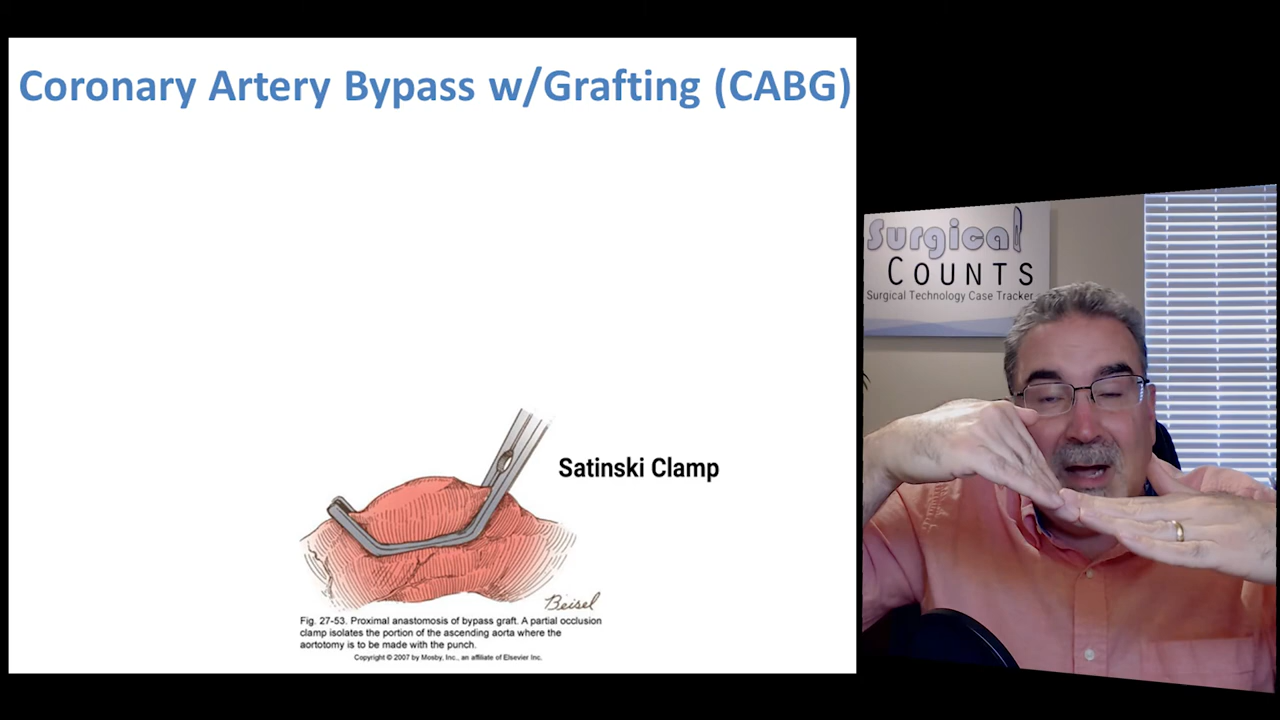 Coronary Artery Bypass w/Grafting (CABG)
Surgical
COUNTS
Surgical Technology Case Tracker
Satinski Clamp
Beisel
Fig. 27-53. Proximal anastomosis of bypass graft. A partial occlusion
clamp isolates the portion of the ascending aorta where the
aortotomy is to be made with the punch.
Copyright © 2007 by Mosby, Inc., an affiliate of Elsevier Inc.